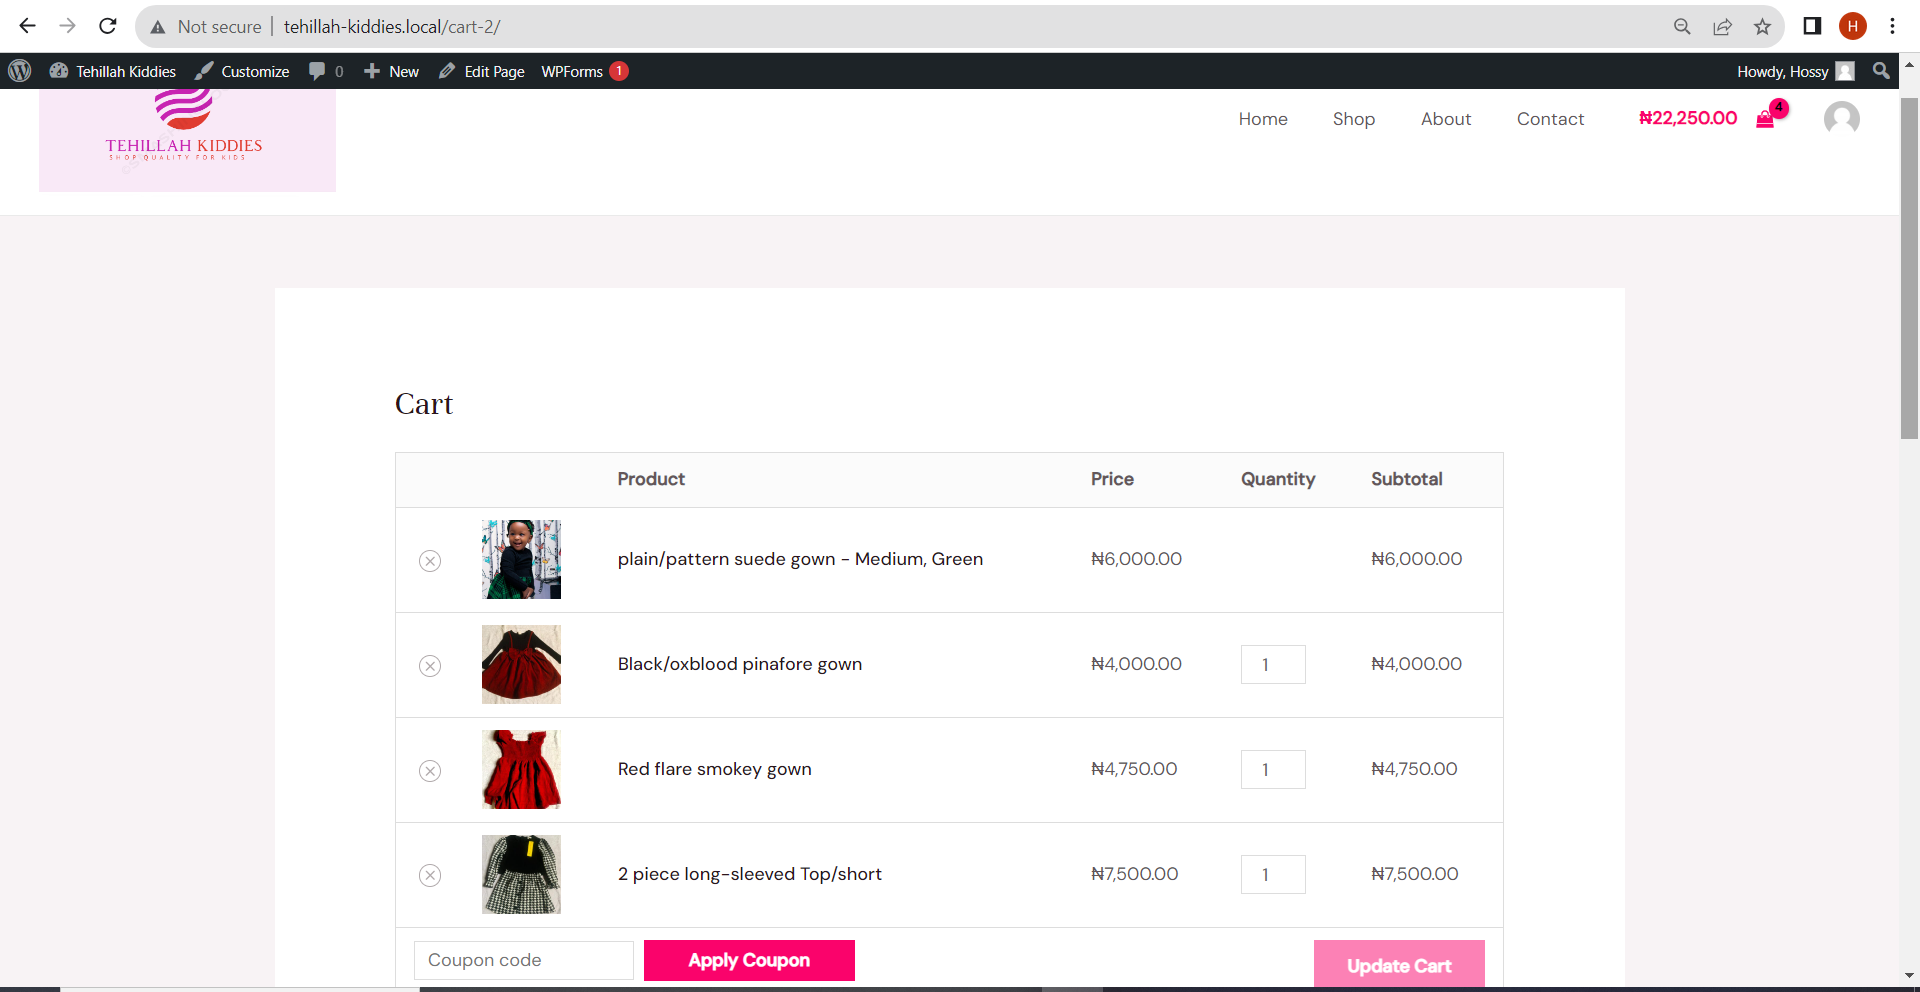 Not secure | tehillah-kiddies.local/cart-2/
H
Tehillah Kiddies Customize 0 New Edit Page WPForms 1 Howdy, Hossy
TEHILLAH KIDDIES
SHOP QUALITY FOR KIDS
Home Shop About Contact ₦22,250.00 4
Cart
Product Price Quantity Subtotal
plain/pattern suede gown - Medium, Green ₦6,000.00 ₦6,000.00
Black/oxblood pinafore gown ₦4,000.00 1 ₦4,000.00
Red flare smokey gown ₦4,750.00 1 ₦4,750.00
2 piece long-sleeved Top/short ₦7,500.00 1 ₦7,500.00
Coupon code Apply Coupon Update Cart